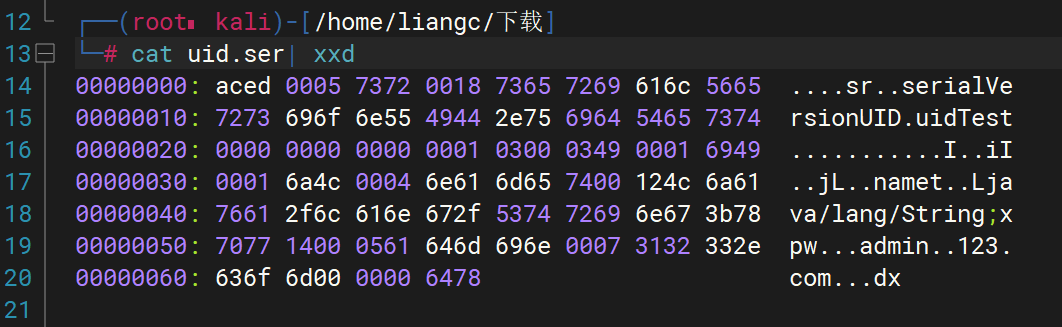 12 ┌──(root▪ kali)-[/home/liangc/下载]
13 └─# cat uid.ser| xxd
14 00000000: aced 0005 7372 0018 7365 7269 616c 5665  ....sr..serialVe
15 00000010: 7273 696f 6e55 4944 2e75 6964 5465 7374  rsionUID.uidTest
16 00000020: 0000 0000 0000 0001 0300 0349 0001 6949  ...........I..iI
17 00000030: 0001 6a4c 0004 6e61 6d65 7400 124c 6a61  ..jL..namet..Lja
18 00000040: 7661 2f6c 616e 672f 5374 7269 6e67 3b78  va/lang/String;x
19 00000050: 7077 1400 0561 646d 696e 0007 3132 332e  pw...admin..123.
20 00000060: 636f 6d00 0000 6478  com...dx
21